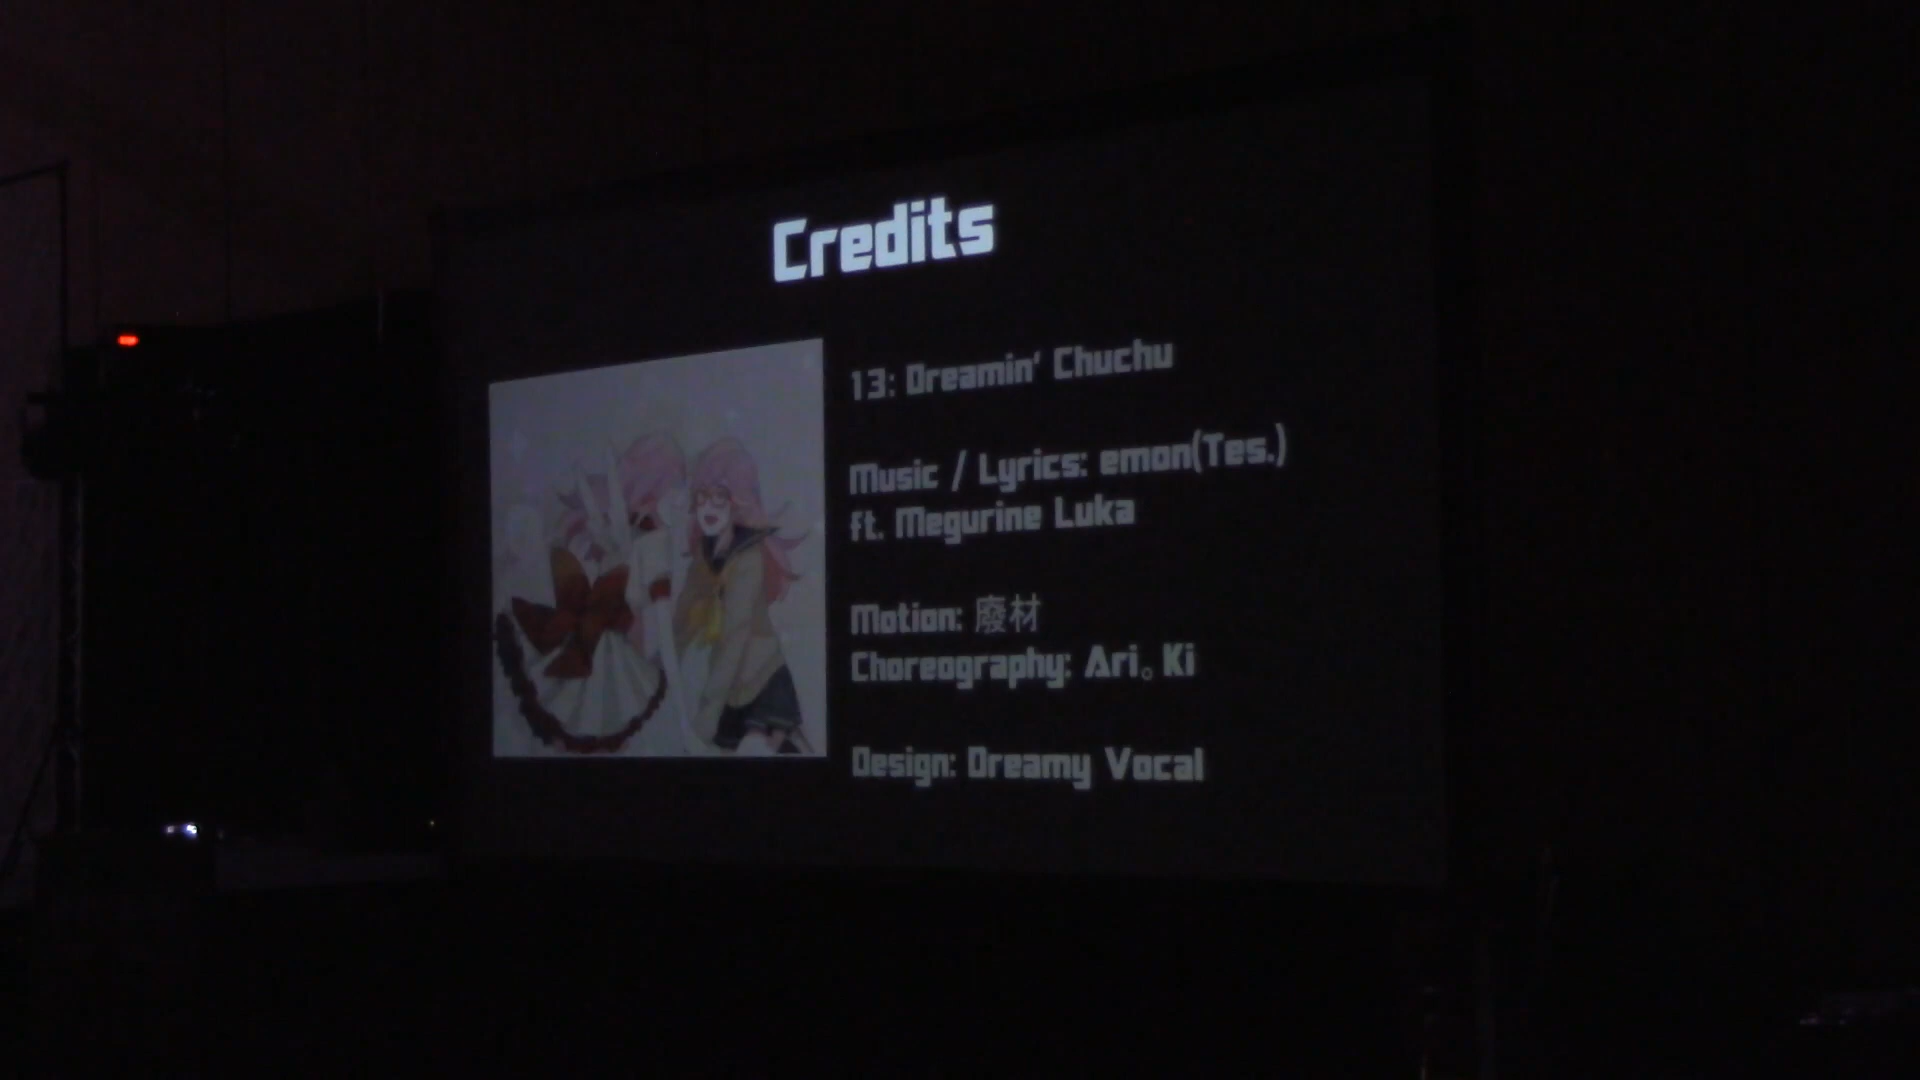 Credits
13: Dreamin' Chuchu
Music / Lyrics: emon(Tes.)
ft. Megurine Luka
Motion: 廢材
Choreography: Ari。Ki
Design: Dreamy Vocal